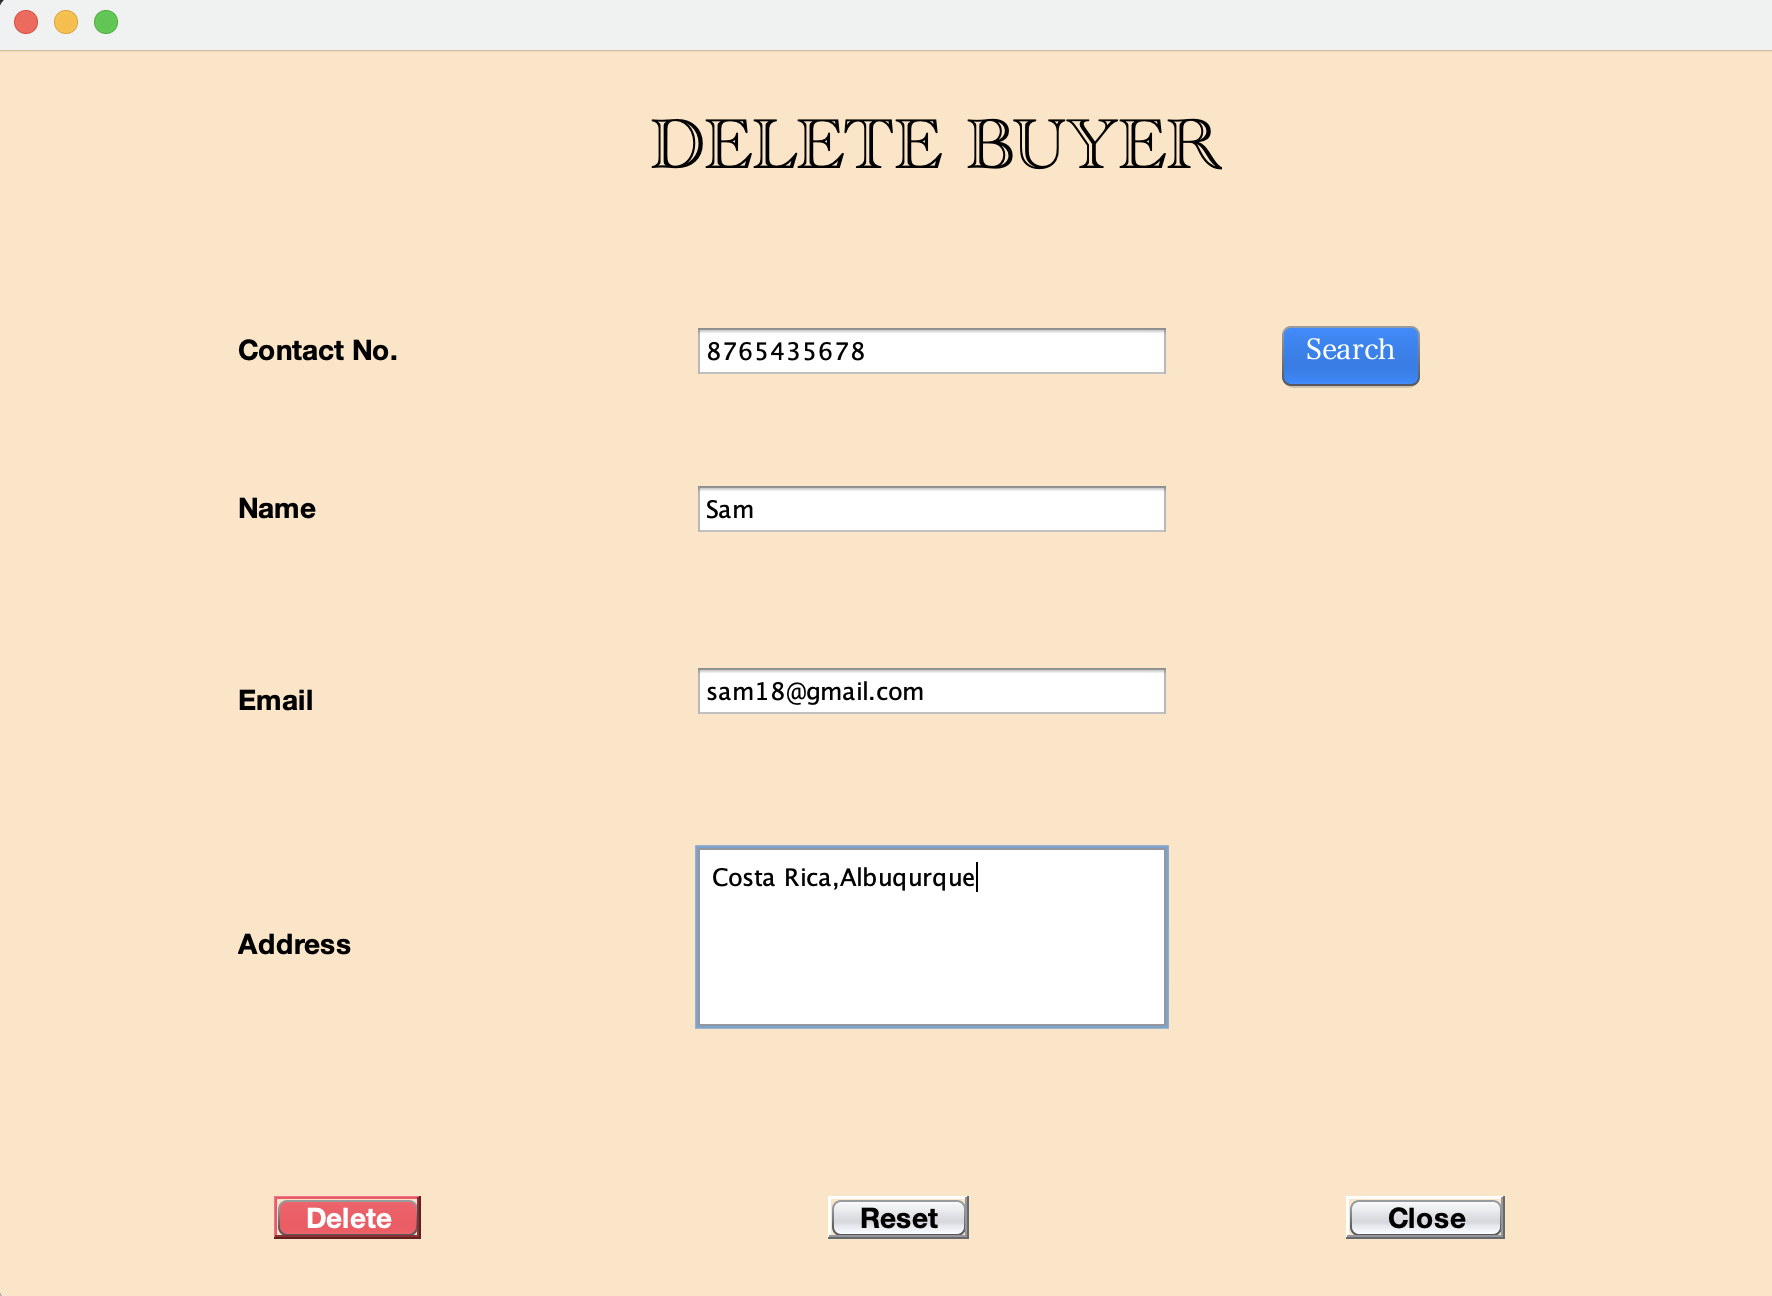 DELETE BUYER
Contact No. 8765435678 Search
Name Sam
Email sam18@gmail.com
Address Costa Rica,Albuqurque
Delete Reset Close